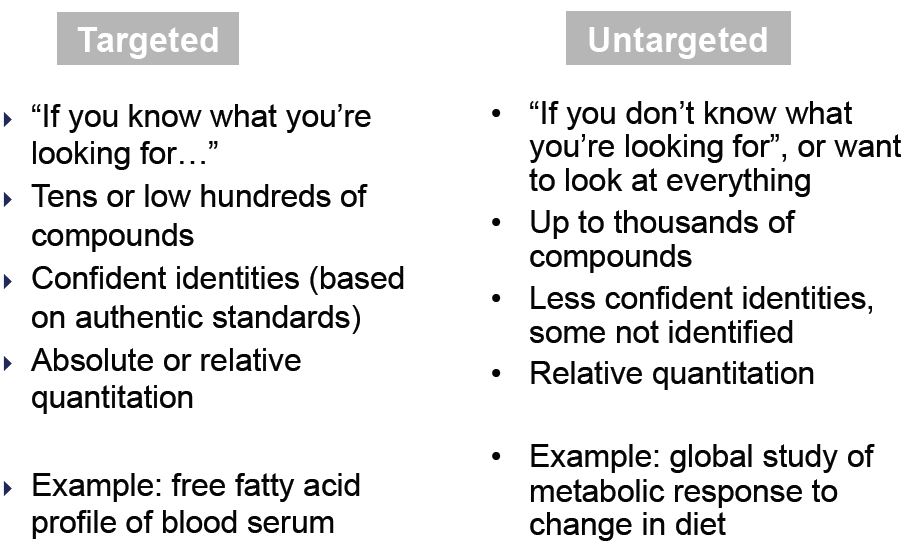 Targeted
“If you know what you’re
looking for…”
Tens or low hundreds of
compounds
Confident identities (based
on authentic standards)
Absolute or relative
quantitation
Example: free fatty acid
profile of blood serum
Untargeted
“If you don’t know what
you’re looking for”, or want
to look at everything
Up to thousands of
compounds
Less confident identities,
some not identified
Relative quantitation
Example: global study of
metabolic response to
change in diet